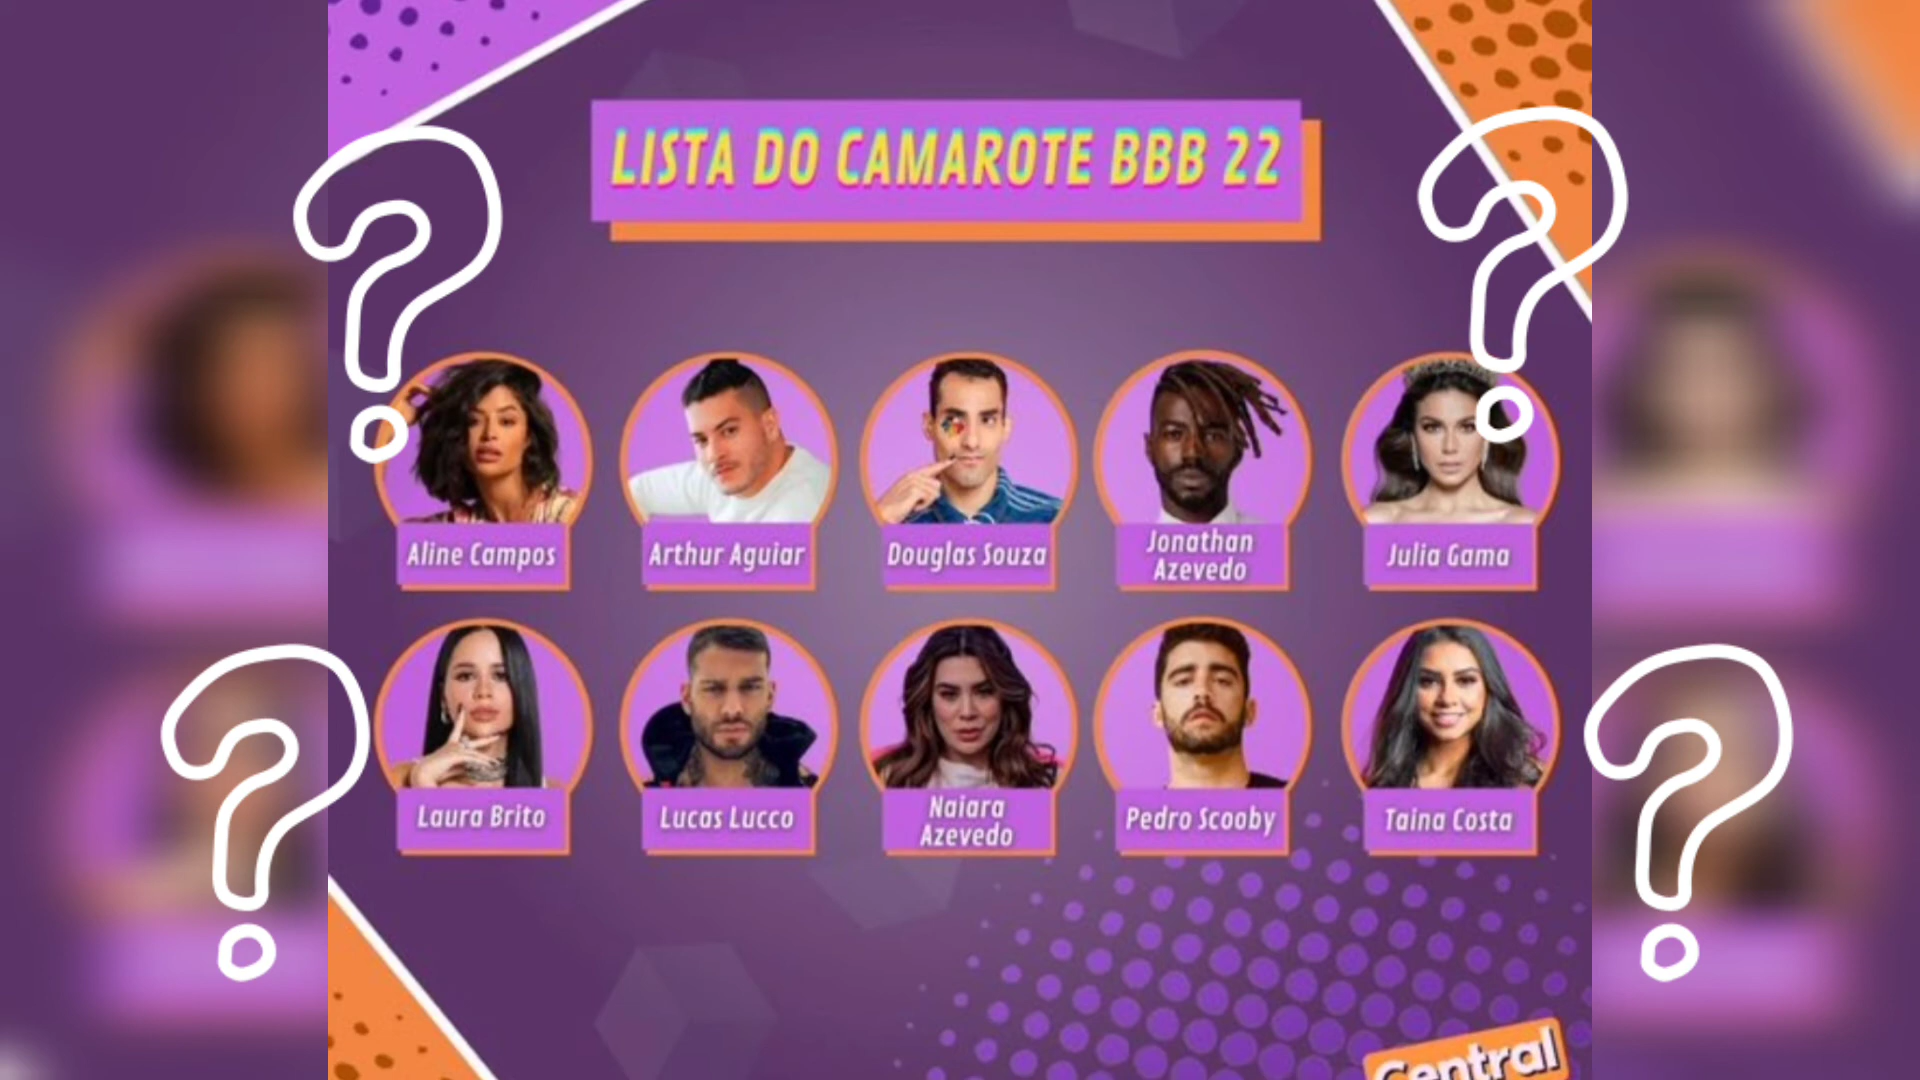 LISTA DO CAMAROTE BBB 22
Aline Campos
Arthur Aguiar
Douglas Souza
Jonathan
Azevedo
Julia Gama
Laura Brito
Lucas Lucco
Naiara
Azevedo
Pedro Scooby
Taina Costa
Central